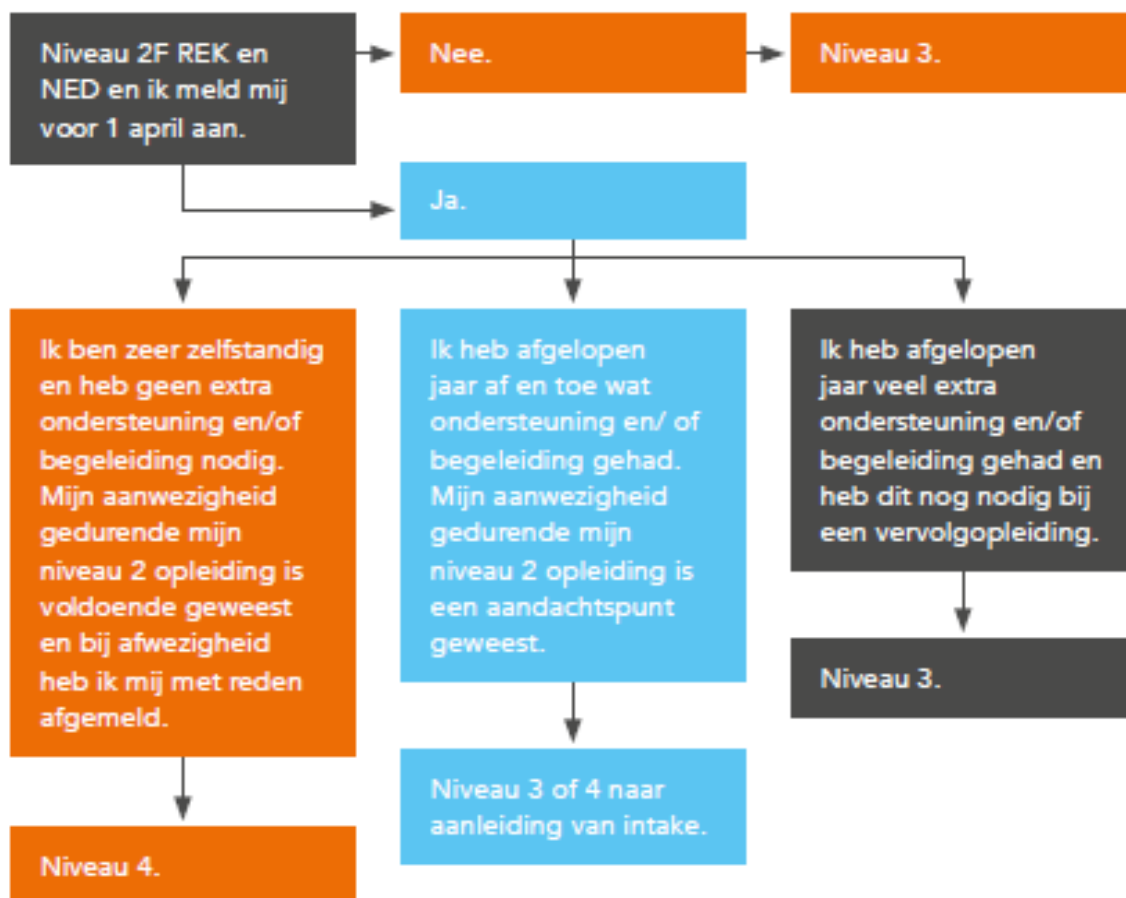 Niveau 2F REK en
NED en ik meld mij
voor 1 april aan.
Nee.
Niveau 3.
Ja.
Ik ben zeer zelfstandig
en heb geen extra
ondersteuning en/of
begeleiding nodig.
Mijn aanwezigheid
gedurende mijn
niveau 2 opleiding is
voldoende geweest
en bij afwezigheid
heb ik mij met reden
afgemeld.
Niveau 4.
Ik heb afgelopen
jaar af en toe wat
ondersteuning en/ of
begeleiding gehad.
Mijn aanwezigheid
gedurende mijn
niveau 2 opleiding is
een aandachtspunt
geweest.
Niveau 3 of 4 naar
aanleiding van intake.
Ik heb afgelopen
jaar veel extra
ondersteuning en/of
begeleiding gehad en
heb dit nog nodig bij
een vervolgopleiding.
Niveau 3.